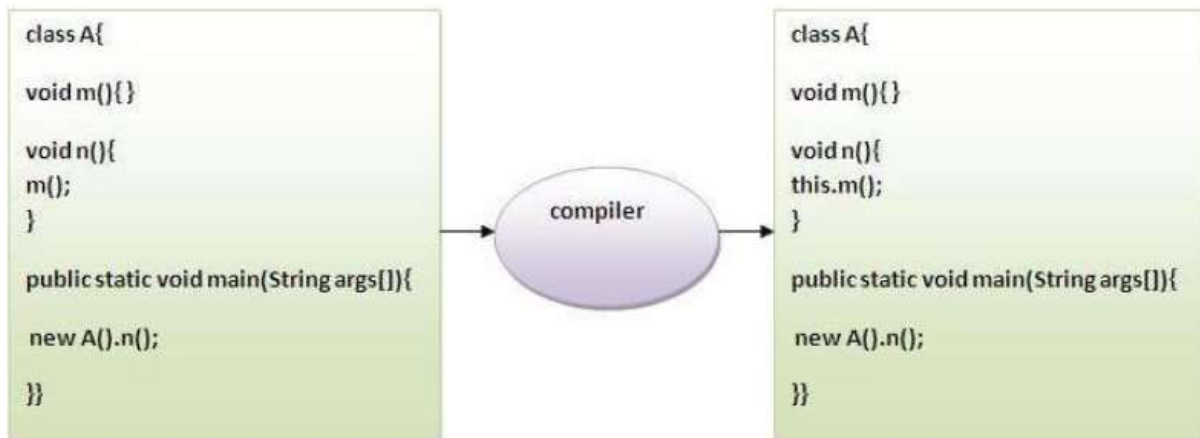 class A{
void m(){}
void n(){
m();
}
public static void main(String args[]){
new A().n();
}}
compiler
class A{
void m(){}
void n(){
this.m();
}
public static void main(String args[]){
new A().n();
}}